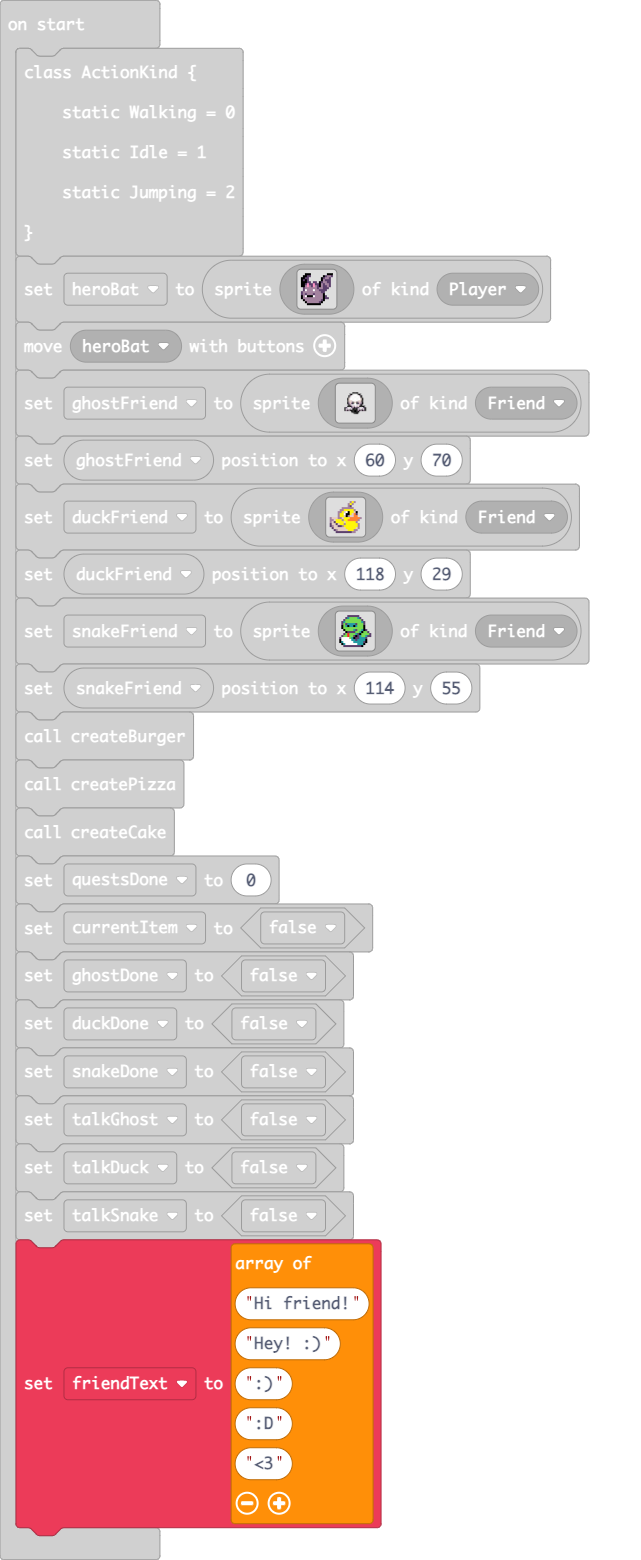 on start
class ActionKind {
static Walking = 0
static Idle = 1
static Jumping = 2
}
set heroBat to sprite of kind Player
move heroBat with buttons
set ghostFriend to sprite of kind Friend
set ghostFriend position to x 60 y 70
set duckFriend to sprite of kind Friend
set duckFriend position to x 118 y 29
set snakeFriend to sprite of kind Friend
set snakeFriend position to x 114 y 55
call createBurger
call createPizza
call createCake
set questsDone to 0
set currentItem to false
set ghostDone to false
set duckDone to false
set snakeDone to false
set talkGhost to false
set talkDuck to false
set talkSnake to false
array of
"Hi friend!"
"Hey! :)"
set friendText to ":)"
":D"
"<3"